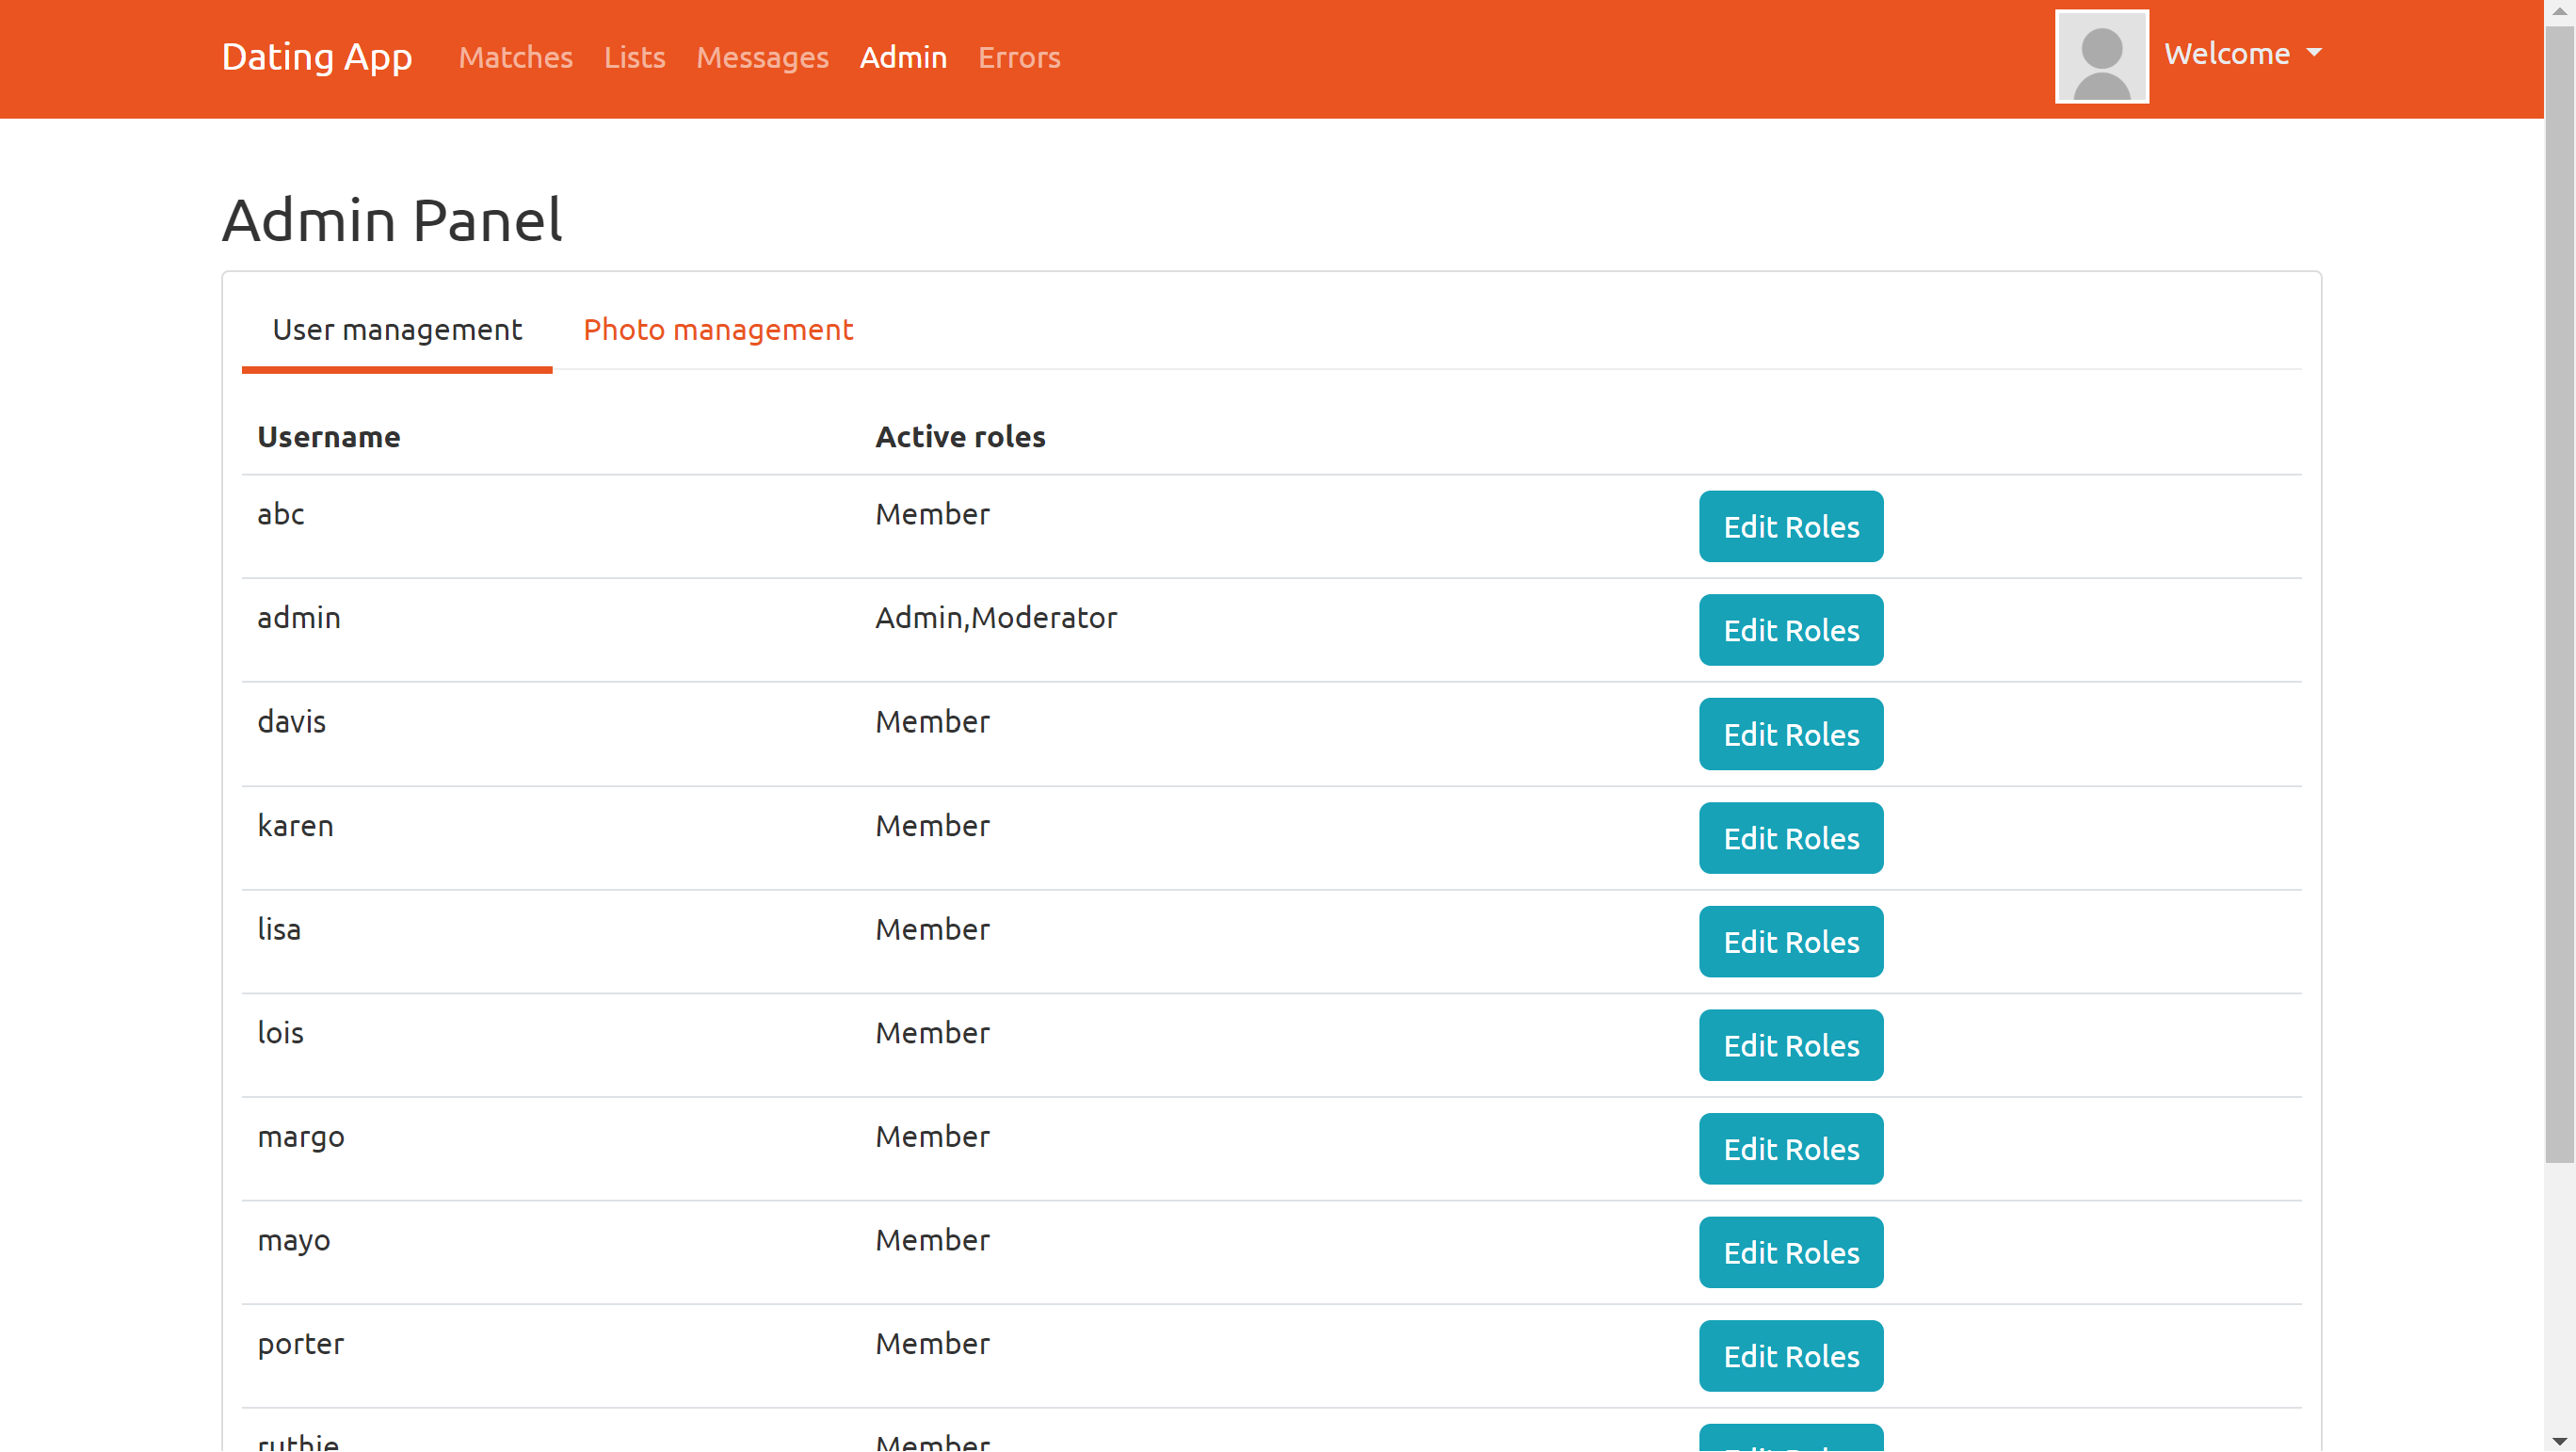 Dating App Matches Lists Messages Admin Errors Welcome
Admin Panel
User management Photo management
Username Active roles
abc Member Edit Roles
admin Admin,Moderator Edit Roles
davis Member Edit Roles
karen Member Edit Roles
lisa Member Edit Roles
lois Member Edit Roles
margo Member Edit Roles
mayo Member Edit Roles
porter Member Edit Roles
ruthie Member